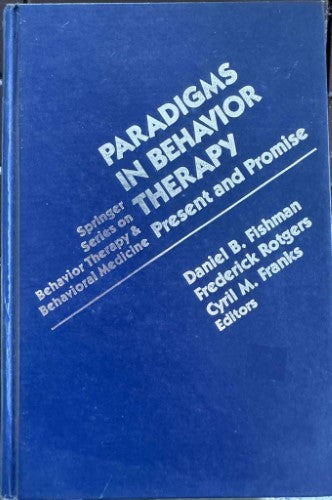 PARADIGMS
IN BEHAVIOR
THERAPY
Present and Promise
Springer
Series on
Behavior Therapy &
Behavioral Medicine
Daniel B. Fishman
Frederick Rotgers
Cyril M. Franks
Editors